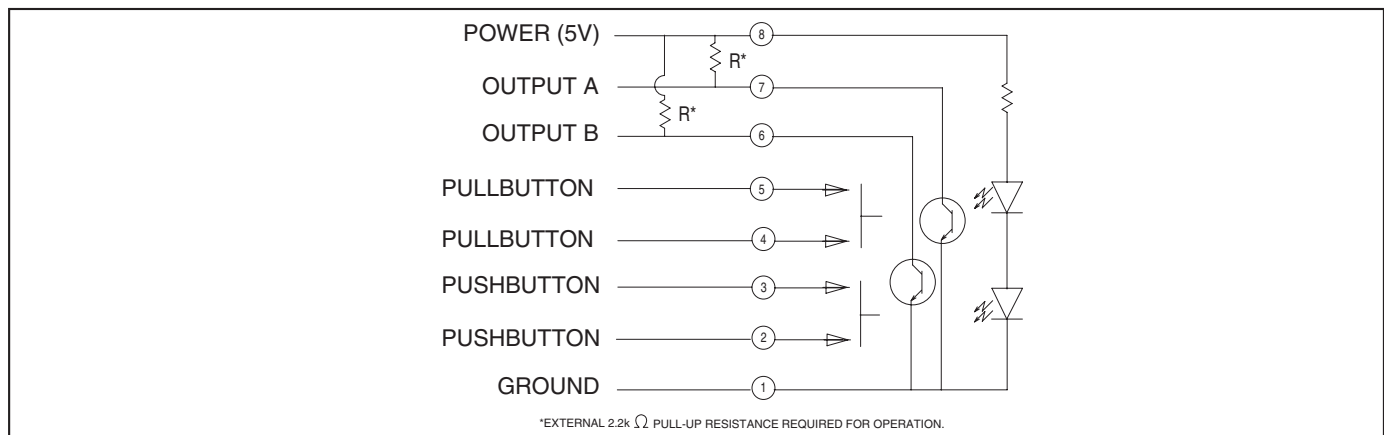 POWER (5V) 8
R*
OUTPUT A 7
R*
OUTPUT B 6
PULLBUTTON 5
PULLBUTTON 4
PUSHBUTTON 3
PUSHBUTTON 2
GROUND 1
*EXTERNAL 2.2k Ω PULL-UP RESISTANCE REQUIRED FOR OPERATION.